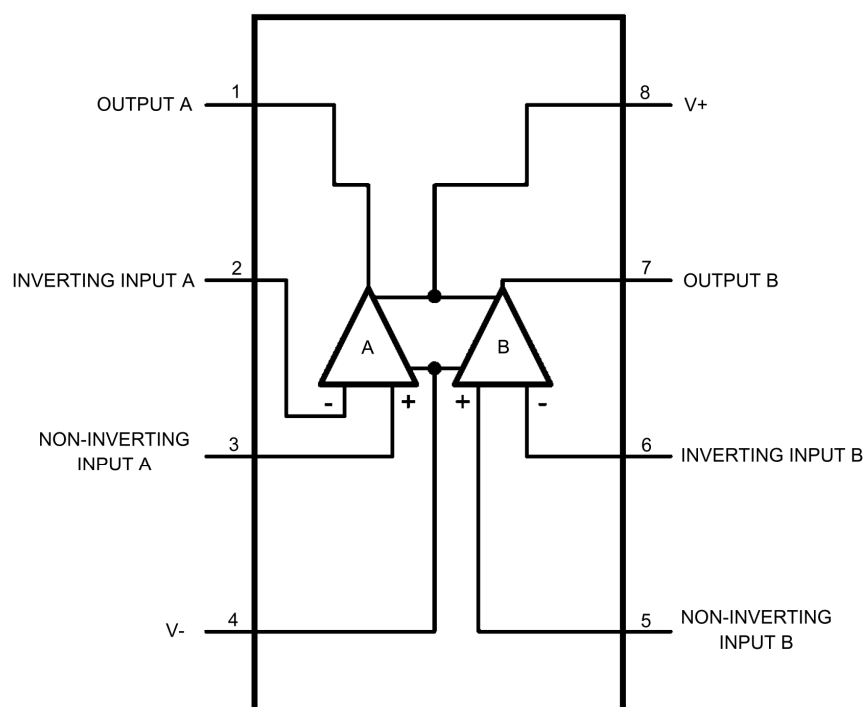 1
OUTPUT A
8
V+
2
INVERTING INPUT A
7
OUTPUT B
A
B
-
+
+
-
NON-INVERTING
INPUT A
3
6
INVERTING INPUT B
V-
4
5
NON-INVERTING
INPUT B